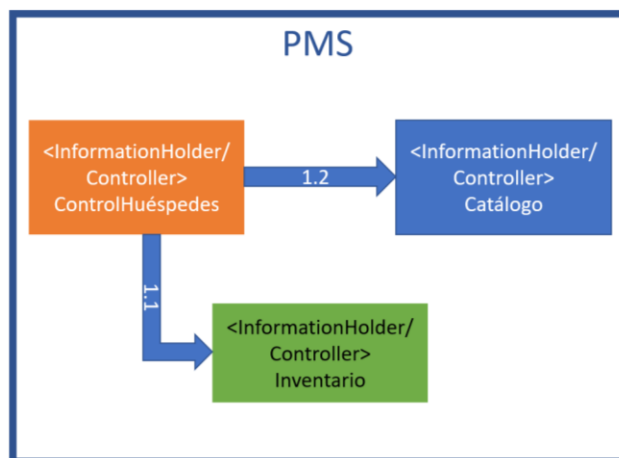 PMS
<InformationHolder/
Controller>
ControlHuéspedes
1.2
<InformationHolder/
Controller>
Catálogo
1.1
<InformationHolder/
Controller>
Inventario